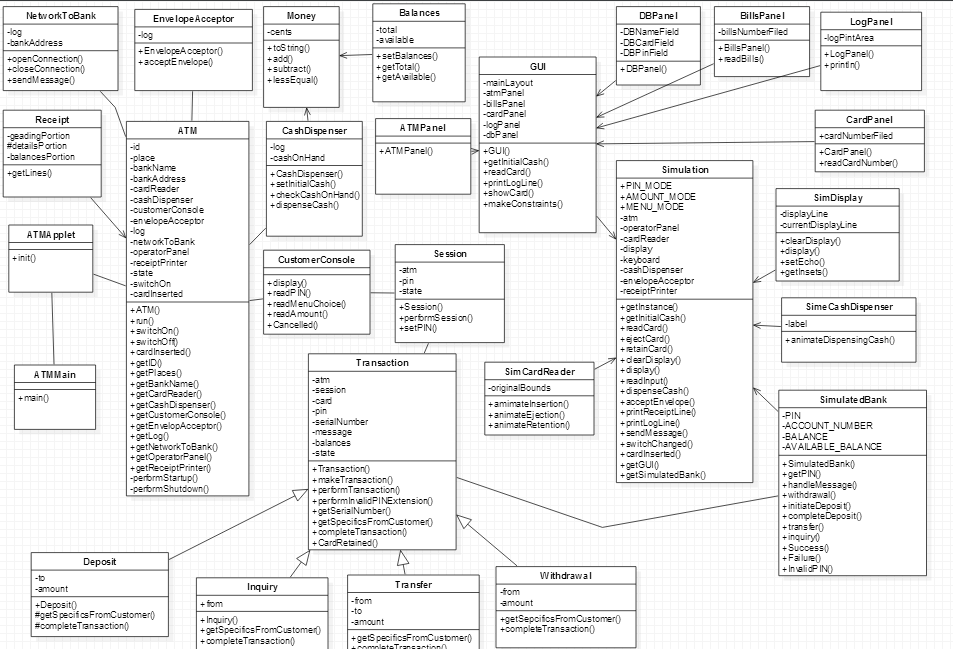 NetworkToBank
-log
-bankAddress
+openConnection()
+closeConnection()
+sendMessage()
EnvelopeAcceptor
-log
+EnvelopeAcceptor()
+acceptEnvelope()
Money
-cents
+toString()
+add()
+subtract()
+lessEqual()
Balances
-total
-available
+setBalances()
+getTotal()
+getAvailable()
DBPanel
-DBNameField
-DBCardField
-DBPinField
+DBPanel()
BillsPanel
-billsNumberFiled
+BillsPanel()
+readBills()
LogPanel
-logPintArea
+LogPanel()
+println()
GUI
-mainLayout
-atmPanel
-billsPanel
-cardPanel
-logPanel
-dbPanel
+GUI()
+getInitialCash()
+readCard()
+printLogLine()
+showCard()
+makeConstraints()
Receipt
-geadingPortion
#detailsPortion
-balancesPortion
+getLines()
ATM
-id
-place
-bankName
-bankAddress
-cardReader
-cashDispenser
-customerConsole
-envelopeAcceptor
-log
-networkToBank
-operatorPanel
-receiptPrinter
-state
-switchOn
-cardInserted
+ATM()
+run()
+switchOn()
+switchOff()
+cardInserted()
+getID()
+getPlaces()
+getBankName()
+getCardReader()
+getCashDispenser()
+getCustomerConsole()
+getEnvelopAcceptor()
+getLog()
+getNetworkToBank()
+getOperatorPanel()
+getReceiptPrinter()
-performStartup()
-performShutdown()
CashDispenser
-log
-cashOnHand
+CashDispenser()
+setInitialCash()
+checkCashOnHand()
+dispenseCash()
ATMPanel
+ATMPanel()
CardPanel
+cardNumberFiled
+CardPanel()
+readCardNumber()
Simulation
+PIN_MODE
+AMOUNT_MODE
+MENU_MODE
-atm
-operatorPanel
-cardReader
-display
-keyboard
-cashDispenser
-envelopeAcceptor
-receiptPrinter
+getInstance()
+getInitialCash()
+readCard()
+ejectCard()
+retainCard()
+clearDisplay()
+display()
+readInput()
+dispenseCash()
+acceptEnvelope()
+printReceiptLine()
+printLogLine()
+sendMessage()
+switchChanged()
+cardInserted()
+getGUI()
+getSimulatedBank()
SimDisplay
-displayLine
-currentDisplayLine
+clearDisplay()
+display()
+setEcho()
+getInsets()
ATMApplet
+init()
CustomerConsole
+display()
+readPIN()
+readMenuChoice()
+readAmount()
+Cancelled()
Session
-atm
-pin
-state
+Session()
+performSession()
+setPIN()
SimeCashDispenser
-label
+animateDispensingCash()
ATMMain
+main()
Transaction
-atm
-session
-card
-pin
-serialNumber
-message
-balances
-state
+Transaction()
+makeTransaction()
+performTransaction()
+performInvalidPINExtension()
+getSerialNumber()
+getSpecificsFromCustomer()
+completeTransaction()
+CardRetained()
SimCardReader
-originalBounds
+amimateInsertion()
+animateEjection()
+animateRetention()
SimulatedBank
-PIN
-ACCOUNT_NUMBER
-BALANCE
-AVAILABLE_BALANCE
+SimulatedBank()
+getPIN()
+handleMessage()
+withdrawal()
+initiateDeposit()
+completeDeposit()
+transfer()
+inquiry()
+Success()
+Failure()
+InvalidPIN()
Deposit
-to
-amount
+Deposit()
#getSpecificsFromCustomer()
#completeTransaction()
Inquiry
+from
+Inquiry()
+getSpecificsFromCustomer()
+completeTransaction()
Transfer
-from
-to
-amount
+getSpecificsFromCustomer()
+completeTransaction()
Withdrawal
-from
-amount
+getSepcificsFromCustomer()
+completeTransaction()